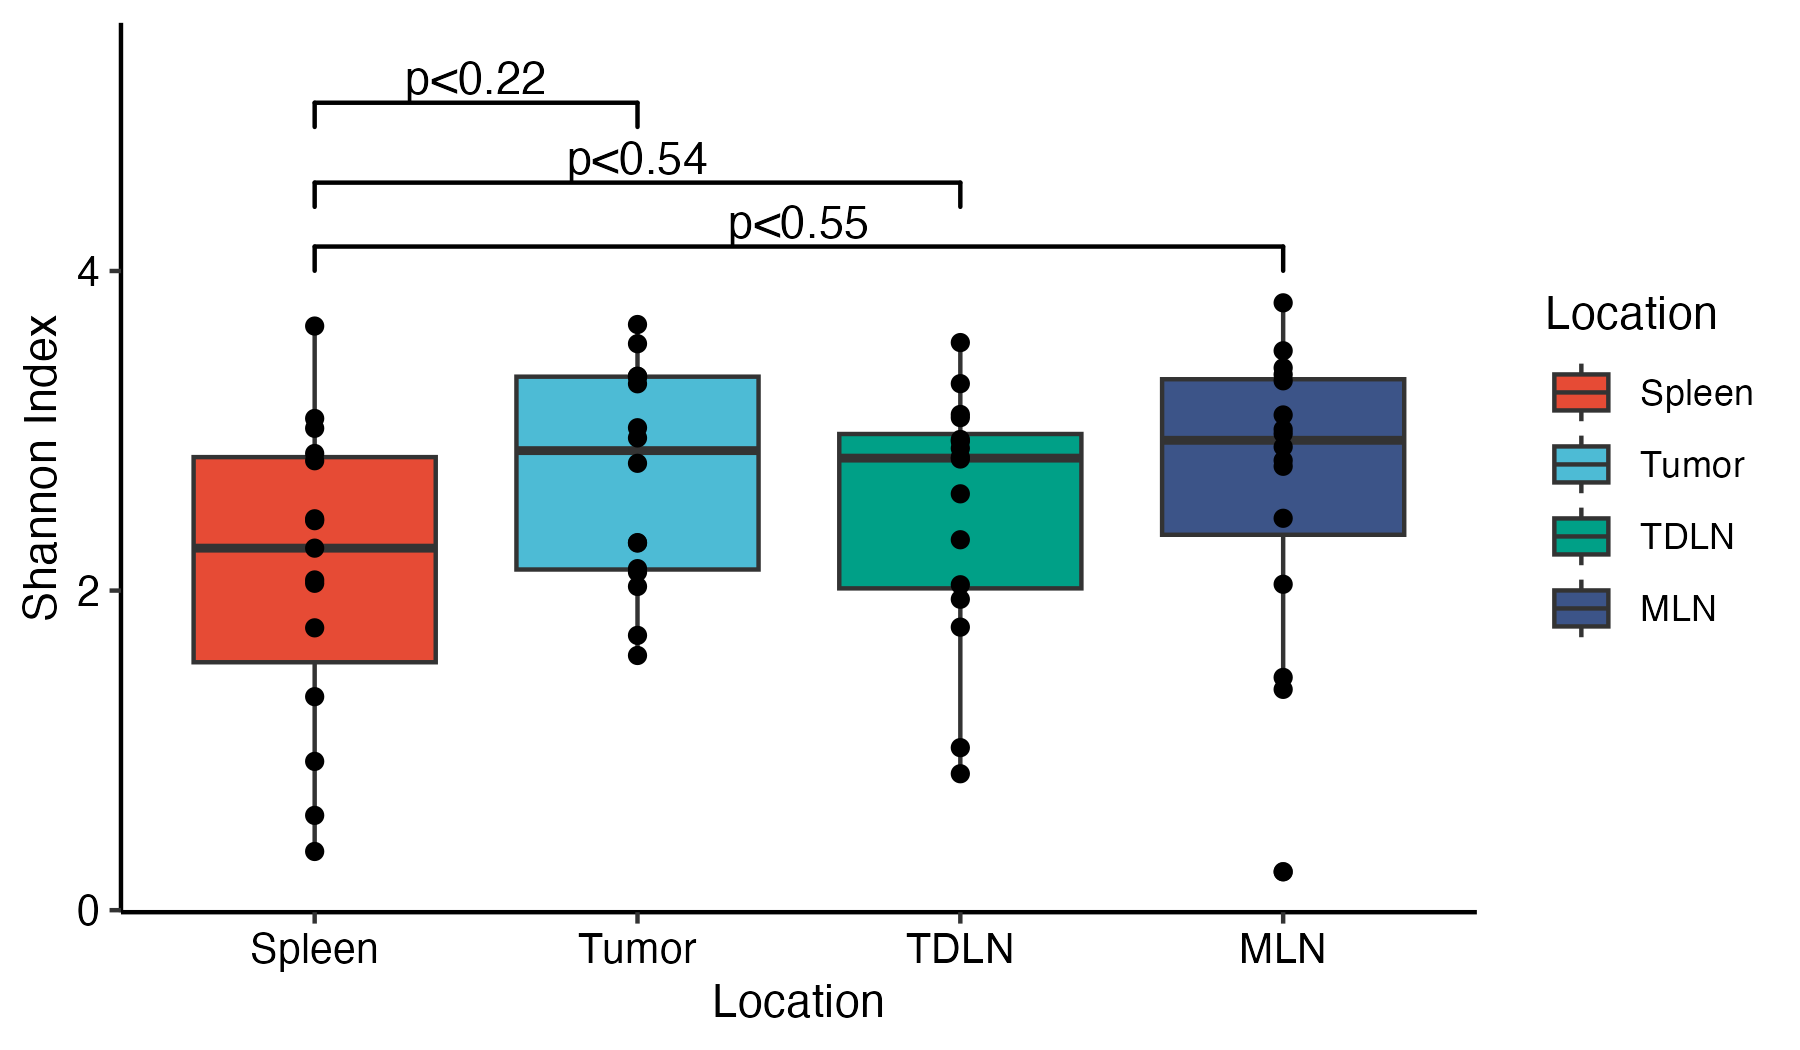 p<0.22
p<0.54
p<0.55
4
2
0
Shannon Index
Spleen
Tumor
TDLN
MLN
Location
Location
Spleen
Tumor
TDLN
MLN